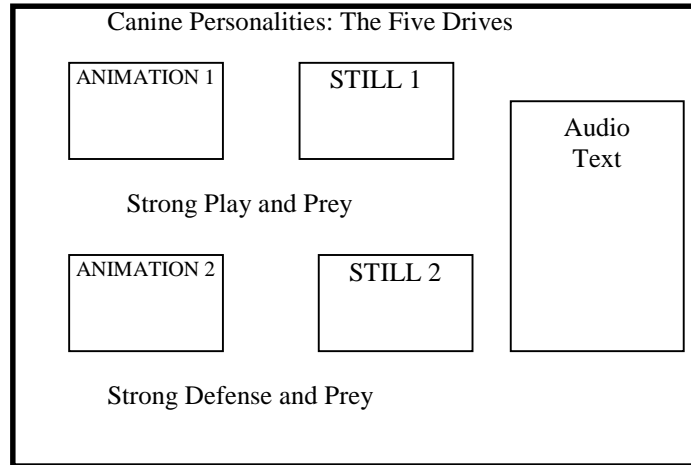 Canine Personalities: The Five Drives
ANIMATION 1
STILL 1
Audio
Text
Strong Play and Prey
ANIMATION 2
STILL 2
Strong Defense and Prey